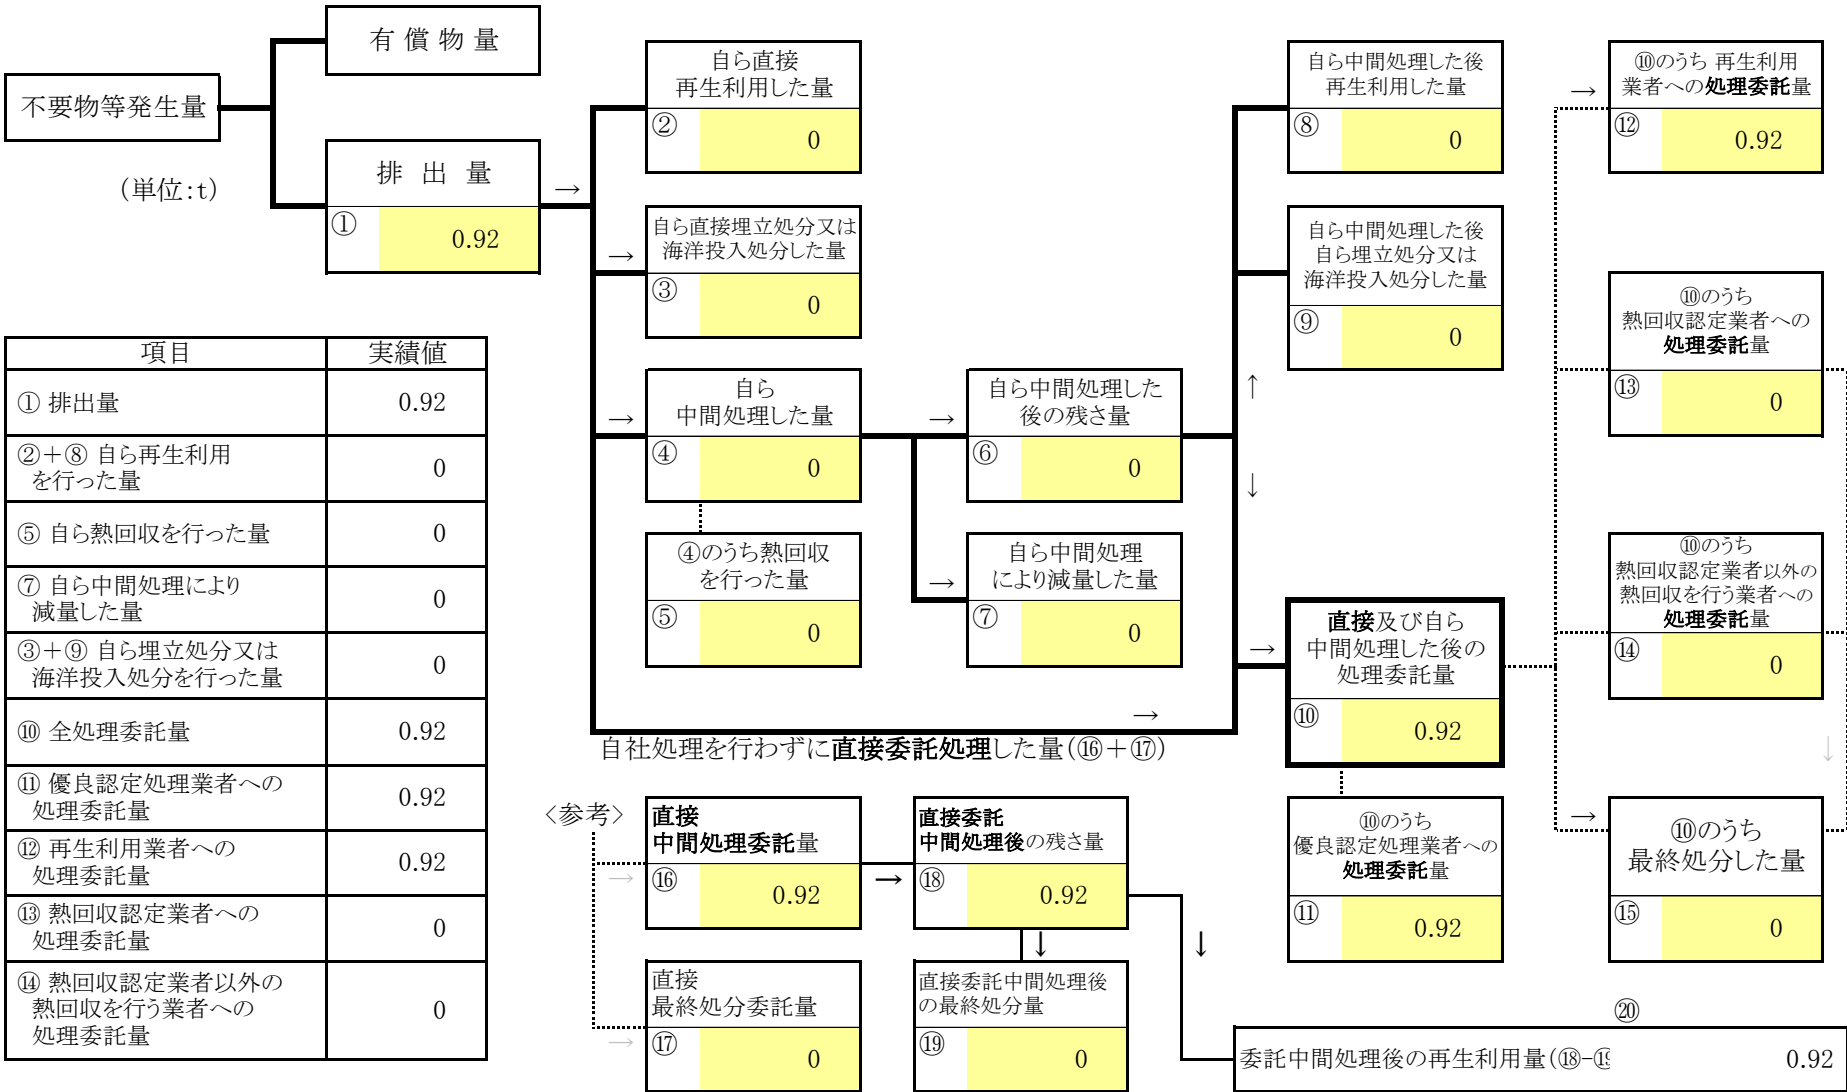 有 償 物 量
不要物等発生量
（単位:t）
排 出 量
→
① 0.92
自ら直接
再生利用した量
② 0
→
自ら直接埋立処分又は
海洋投入処分した量
③ 0
→
自ら
中間処理した量
④ 0
④のうち熱回収
を行った量
⑤ 0
→
自ら中間処理した
後の残さ量
⑥ 0
→
自ら中間処理
により減量した量
⑦ 0
↑
↓
自ら中間処理した後
再生利用した量
⑧ 0
自ら中間処理した後
自ら埋立処分又は
海洋投入処分した量
⑨ 0
→
直接及び自ら
中間処理した後の
処理委託量
⑩ 0.92
⑩のうち
優良認定処理業者への
処理委託量
⑪ 0.92
→
⑩のうち 再生利用
業者への処理委託量
⑫ 0.92
⑩のうち
熱回収認定業者への
処理委託量
⑬ 0
⑩のうち
熱回収認定業者以外の
熱回収を行う業者への
処理委託量
⑭ 0
↓
→
⑩のうち
最終処分した量
⑮ 0
→
自社処理を行わずに直接委託処理した量（⑯＋⑰）
〈参考〉
→
直接
中間処理委託量
⑯ 0.92
→
直接
最終処分委託量
⑰ 0
→
直接委託
中間処理後の残さ量
⑱ 0.92
↓
直接委託中間処理後
の最終処分量
⑲ 0
↓
⑳
委託中間処理後の再生利用量（⑱-⑲ 0.92
項目 実績値
① 排出量 0.92
②＋⑧ 自ら再生利用
を行った量 0
⑤ 自ら熱回収を行った量 0
⑦ 自ら中間処理により
減量した量 0
③＋⑨ 自ら埋立処分又は
海洋投入処分を行った量 0
⑩ 全処理委託量 0.92
⑪ 優良認定処理業者への
処理委託量 0.92
⑫ 再生利用業者への
処理委託量 0.92
⑬ 熱回収認定業者への
処理委託量 0
⑭ 熱回収認定業者以外の
熱回収を行う業者への
処理委託量 0